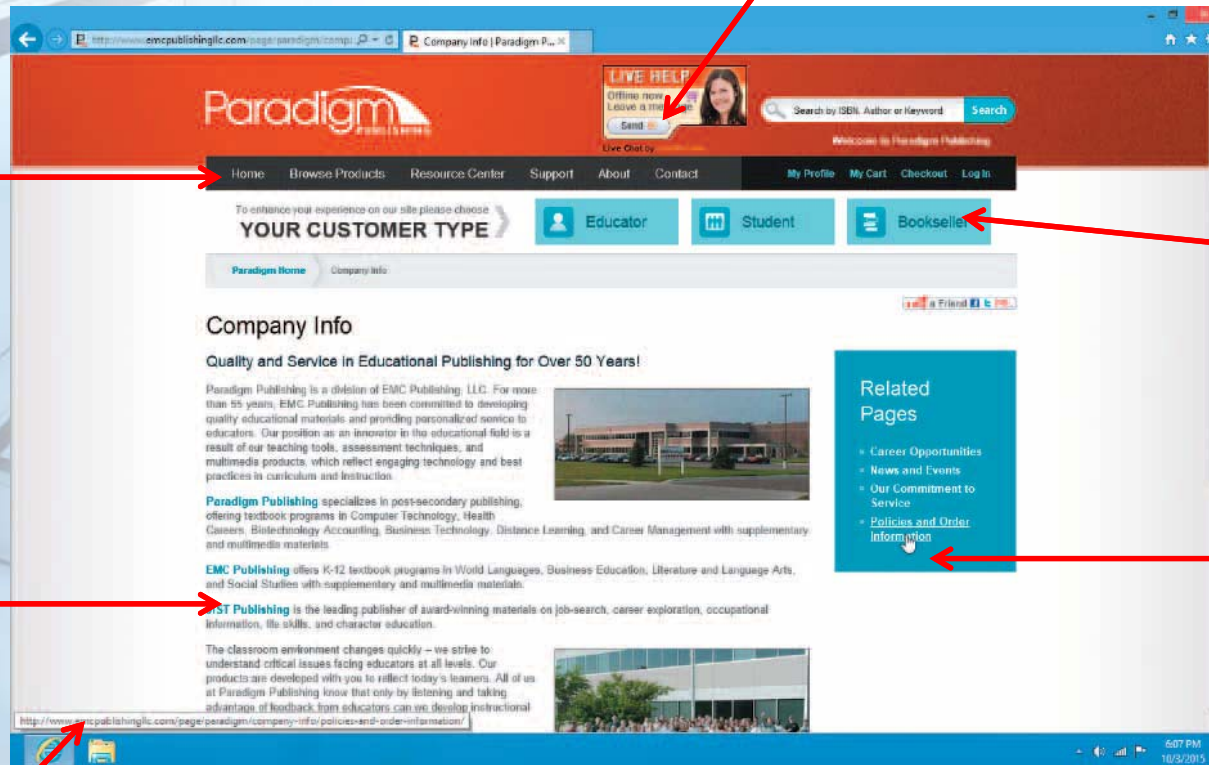 http://www.emcpublishingllc.com/page/paradigm/comp
Company Info | Paradigm P...
Paradigm
LIVE HELP
Offline now
Leave a message
Send
Live Chat by
Search by ISBN, Author or Keyword
Search
Welcome to Paradigm Publishing
Home Browse Products Resource Center Support About Contact My Profile My Cart Checkout Log In
To enhance your experience on our site please choose
YOUR CUSTOMER TYPE
Educator
Student
Bookseller
Paradigm Home Company Info
a Friend
Company Info
Quality and Service in Educational Publishing for Over 50 Years!
Paradigm Publishing is a division of EMC Publishing, LLC. For more
than 55 years, EMC Publishing has been committed to developing
quality educational materials and providing personalized service to
educators. Our position as an innovator in the educational field is a
result of our teaching tools, assessment techniques, and
multimedia products, which reflect engaging technology and best
practices in curriculum and instruction.
Paradigm Publishing specializes in post-secondary publishing,
offering textbook programs in Computer Technology, Health
Careers, Biotechnology Accounting, Business Technology, Distance Learning, and Career Management with supplementary
and multimedia materials.
EMC Publishing offers K-12 textbook programs in World Languages, Business Education, Literature and Language Arts,
and Social Studies with supplementary and multimedia materials.
JIST Publishing is the leading publisher of award-winning materials on job-search, career exploration, occupational
information, life skills, and character education.
The classroom environment changes quickly – we strive to
understand critical issues facing educators at all levels. Our
products are developed with you to reflect today's learners. All of us
at Paradigm Publishing know that only by listening and taking
advantage of feedback from educators can we develop instructional
Related
Pages
Career Opportunities
News and Events
Our Commitment to
Service
Policies and Order
Information
http://www.emcpublishingllc.com/page/paradigm/company-info/policies-and-order-information/
6:07 PM
10/3/2015